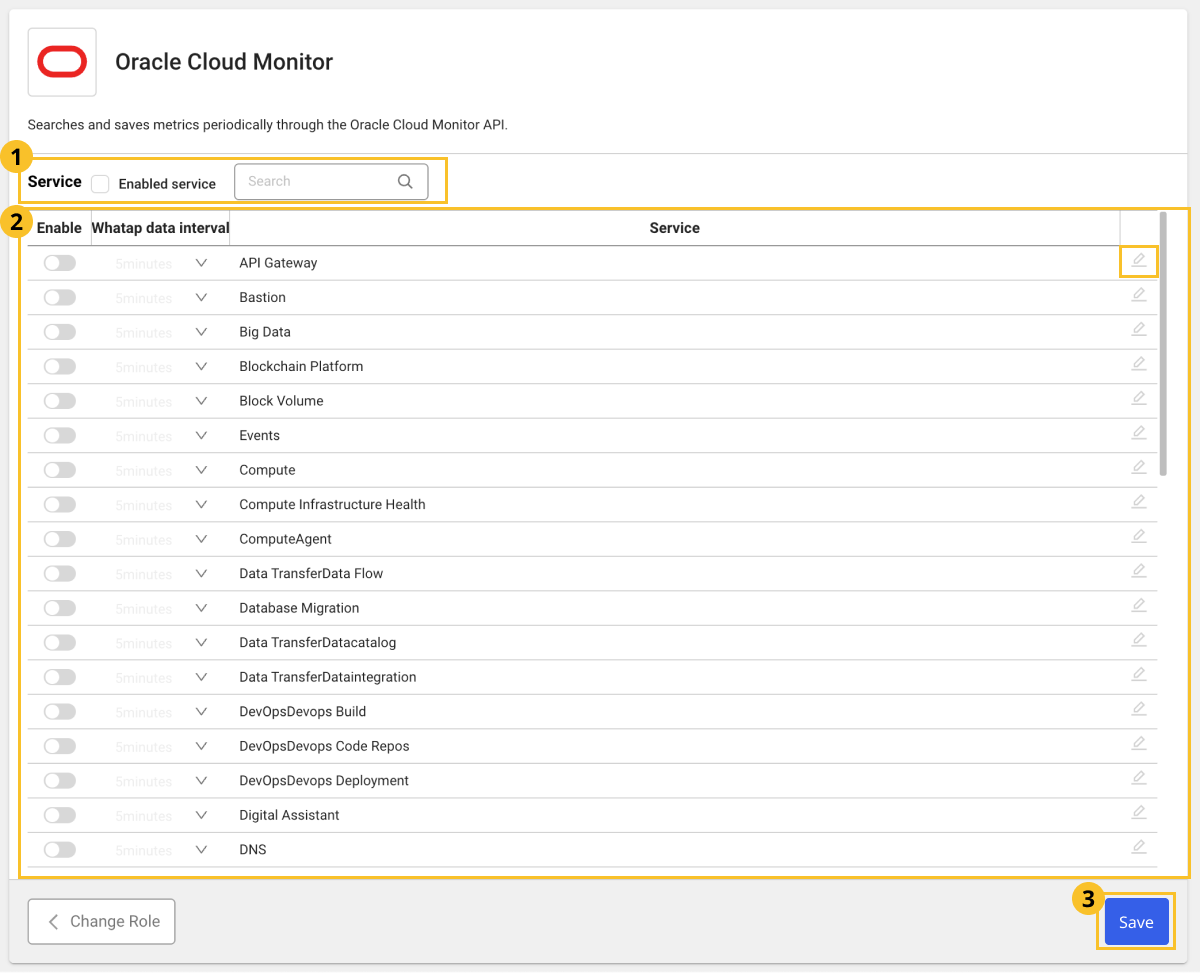 Oracle Cloud Monitor
Searches and saves metrics periodically through the Oracle Cloud Monitor API.
1
Service Enabled service Search
2
Enable Whatap data interval Service
5minutes API Gateway
5minutes Bastion
5minutes Big Data
5minutes Blockchain Platform
5minutes Block Volume
5minutes Events
5minutes Compute
5minutes Compute Infrastructure Health
5minutes ComputeAgent
5minutes Data TransferData Flow
5minutes Database Migration
5minutes Data TransferDatacatalog
5minutes Data TransferDataintegration
5minutes DevOpsDevops Build
5minutes DevOpsDevops Code Repos
5minutes DevOpsDevops Deployment
5minutes Digital Assistant
5minutes DNS
3
Change Role Save